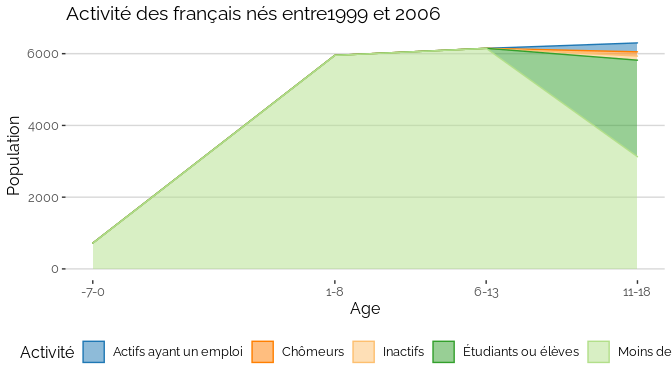 Activité des français nés entre1999 et 2006
Population
6000
4000
2000
0
-7-0 1-8 6-13 11-18
Age
Activité Actifs ayant un emploi Chômeurs Inactifs Étudiants ou élèves Moins de